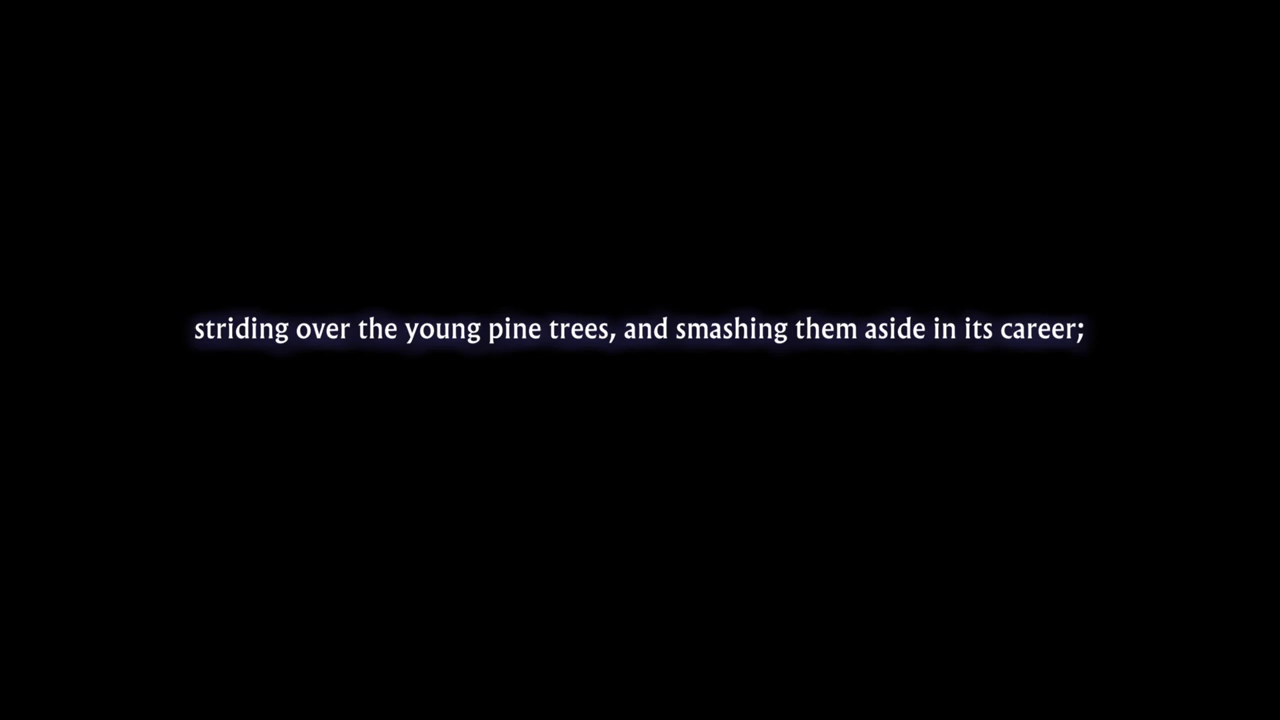 striding over the young pine trees, and smashing them aside in its career;